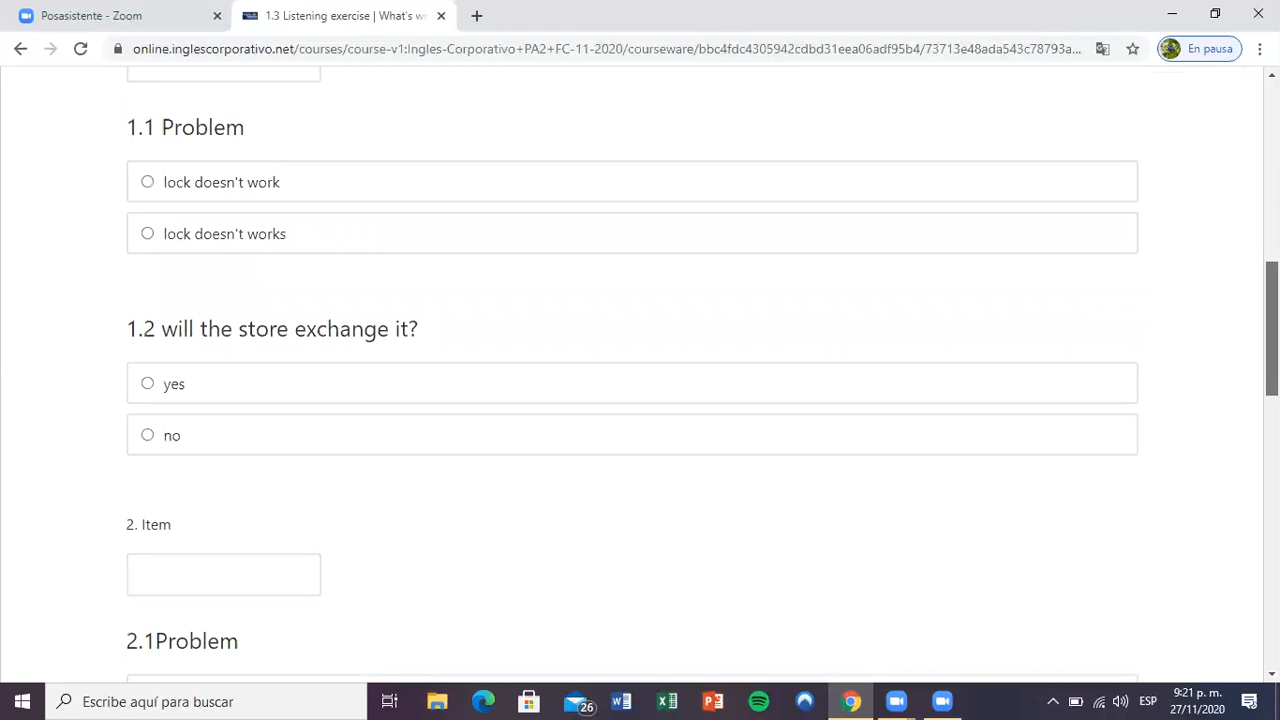 Posasistente - Zoom
1.3 Listening exercise | What's w
online.inglescorporativo.net/courses/course-v1:Ingles-Corporativo+PA2+FC-11-2020/courseware/bbc4fdc4305942cdbd31eea06adf95b4/73713e48ada543c78793a...
En pausa
1.1 Problem
lock doesn't work
lock doesn't works
1.2 will the store exchange it?
yes
no
2. Item
2.1Problem
Escribe aquí para buscar
26
ESP
9:21 p. m.
27/11/2020